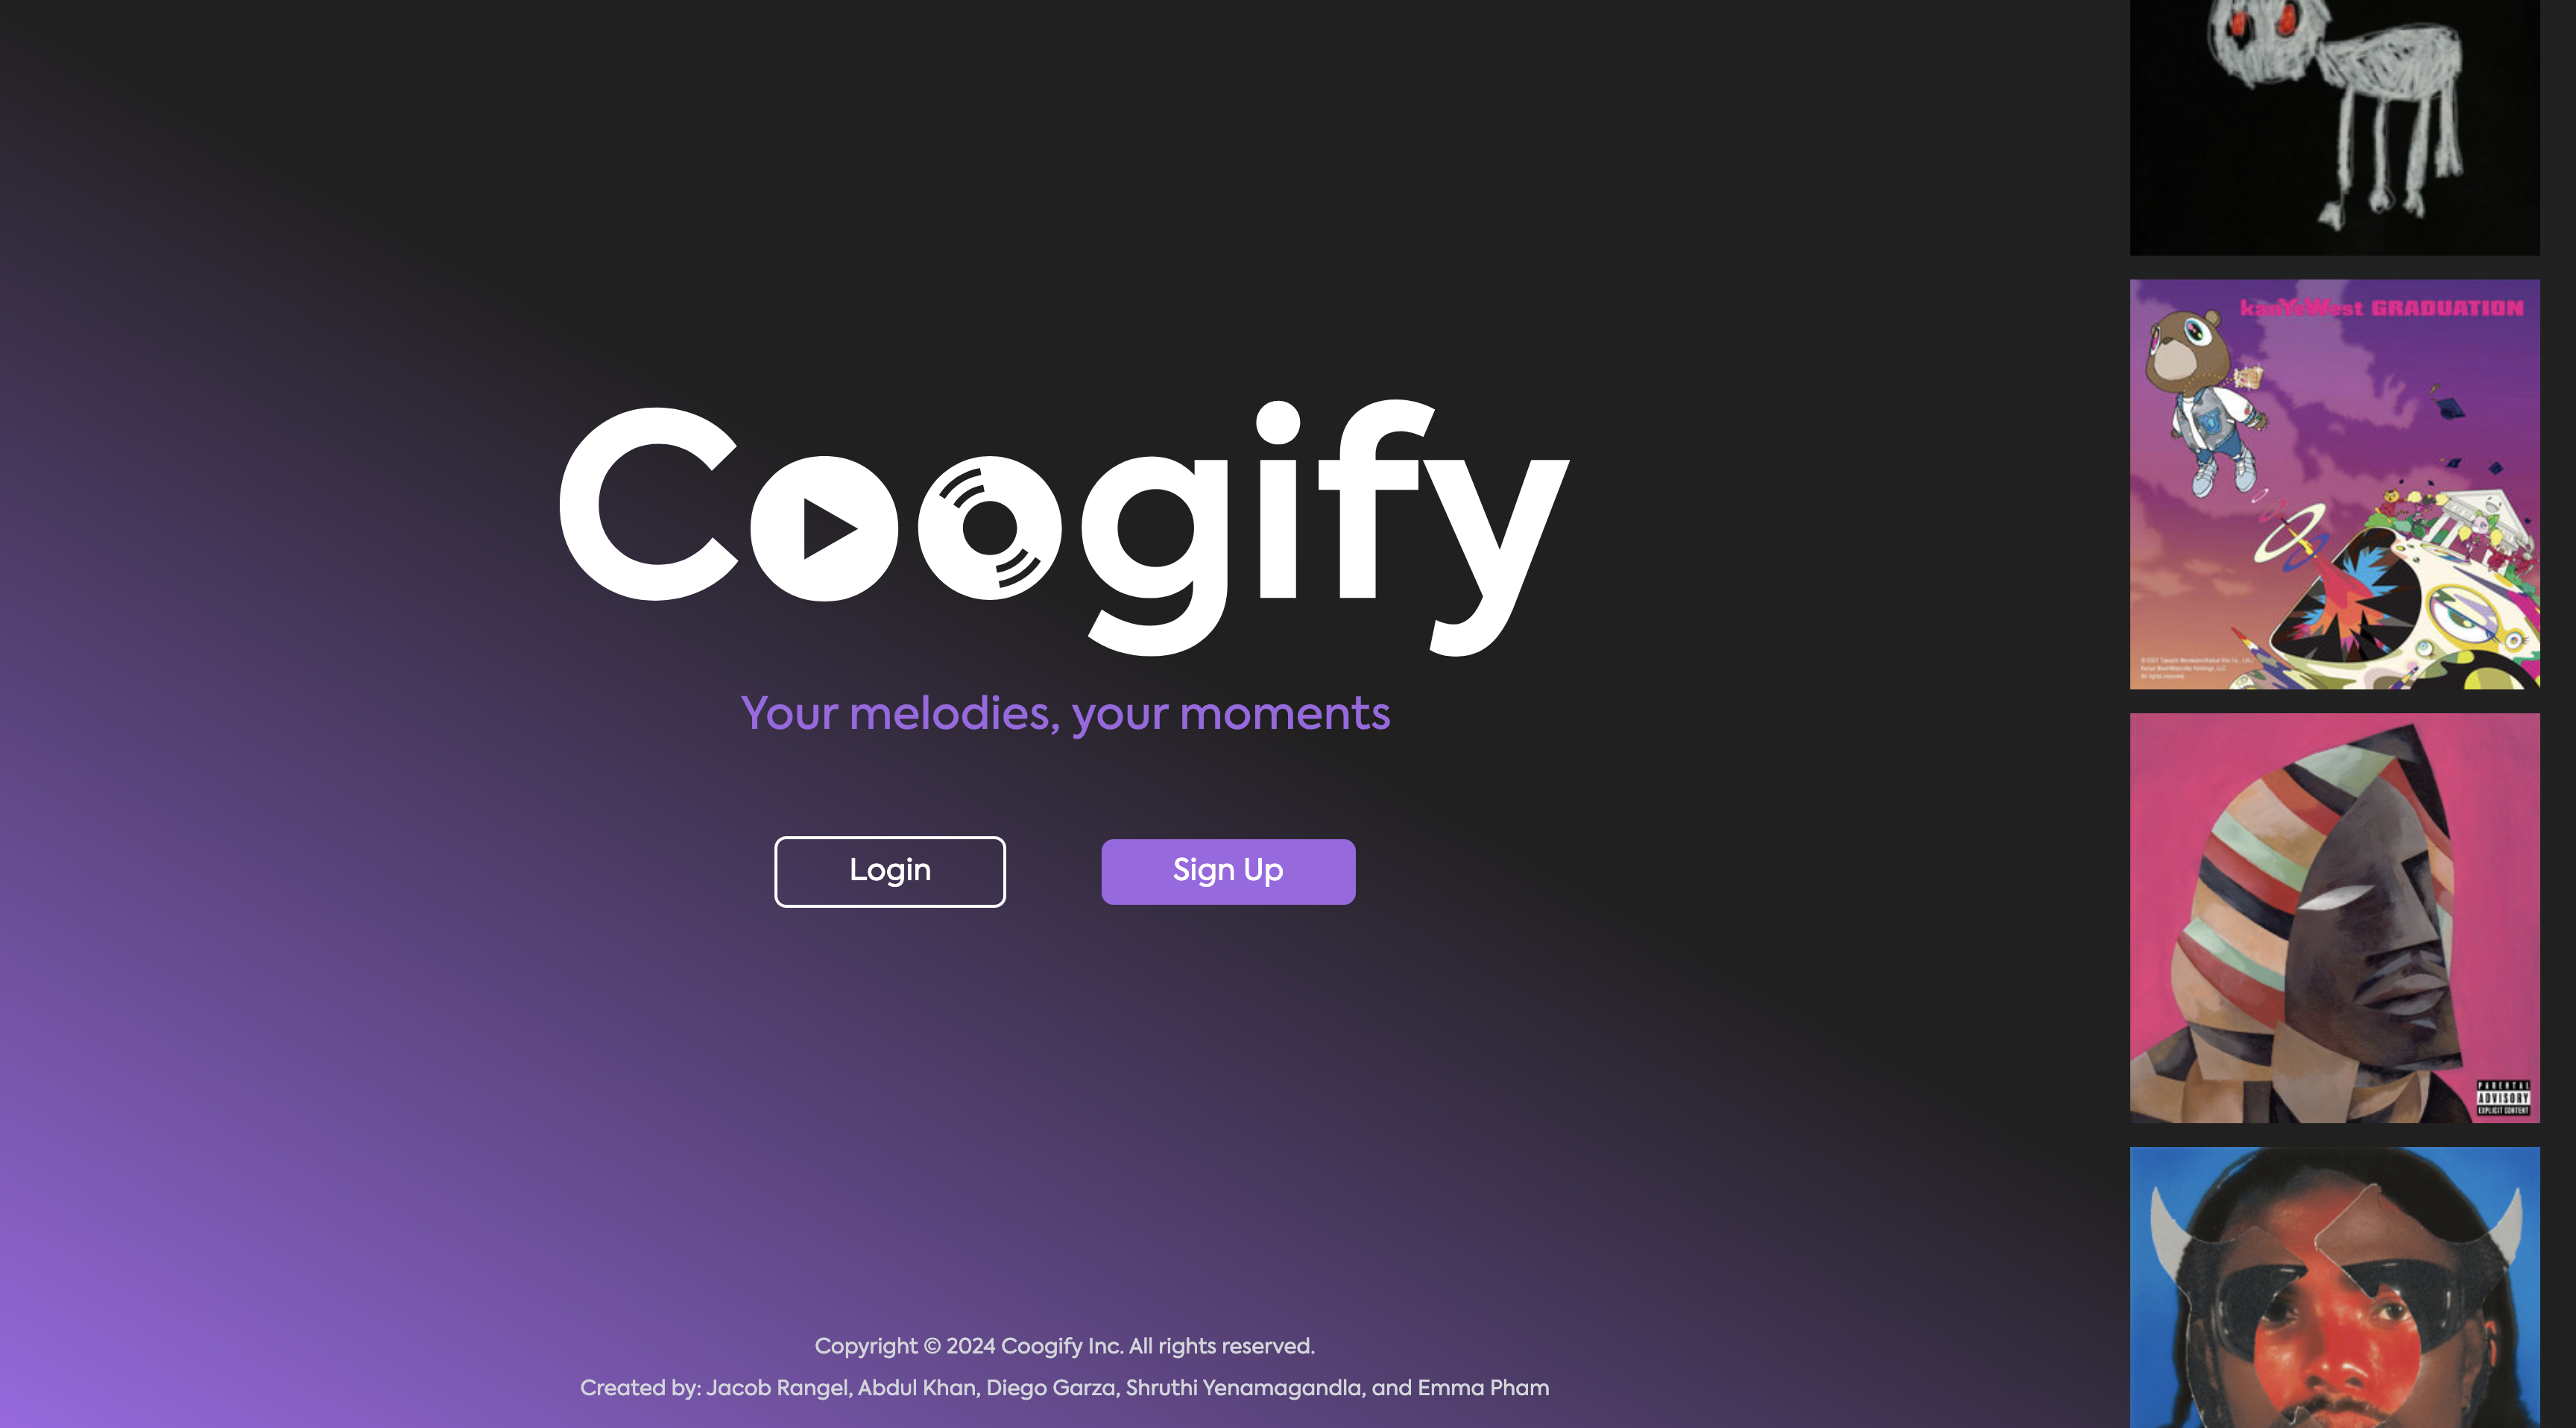 kanYeWest GRADUATION
Coogify
Your melodies, your moments
Login
Sign Up
PARENTAL
ADVISORY
EXPLICIT CONTENT
Copyright © 2024 Coogify Inc. All rights reserved.
Created by: Jacob Rangel, Abdul Khan, Diego Garza, Shruthi Yenamagandla, and Emma Pham